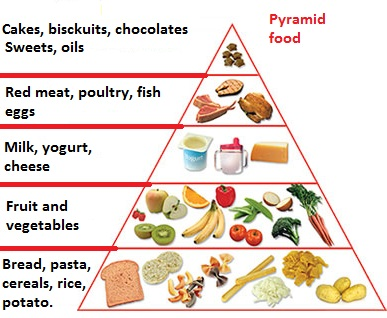 Pyramid
food
Cakes, bisckuits, chocolates
Sweets, oils
Red meat, poultry, fish
eggs
Milk, yogurt,
cheese
Fruit and
vegetables
Bread, pasta,
cereals, rice,
potato.